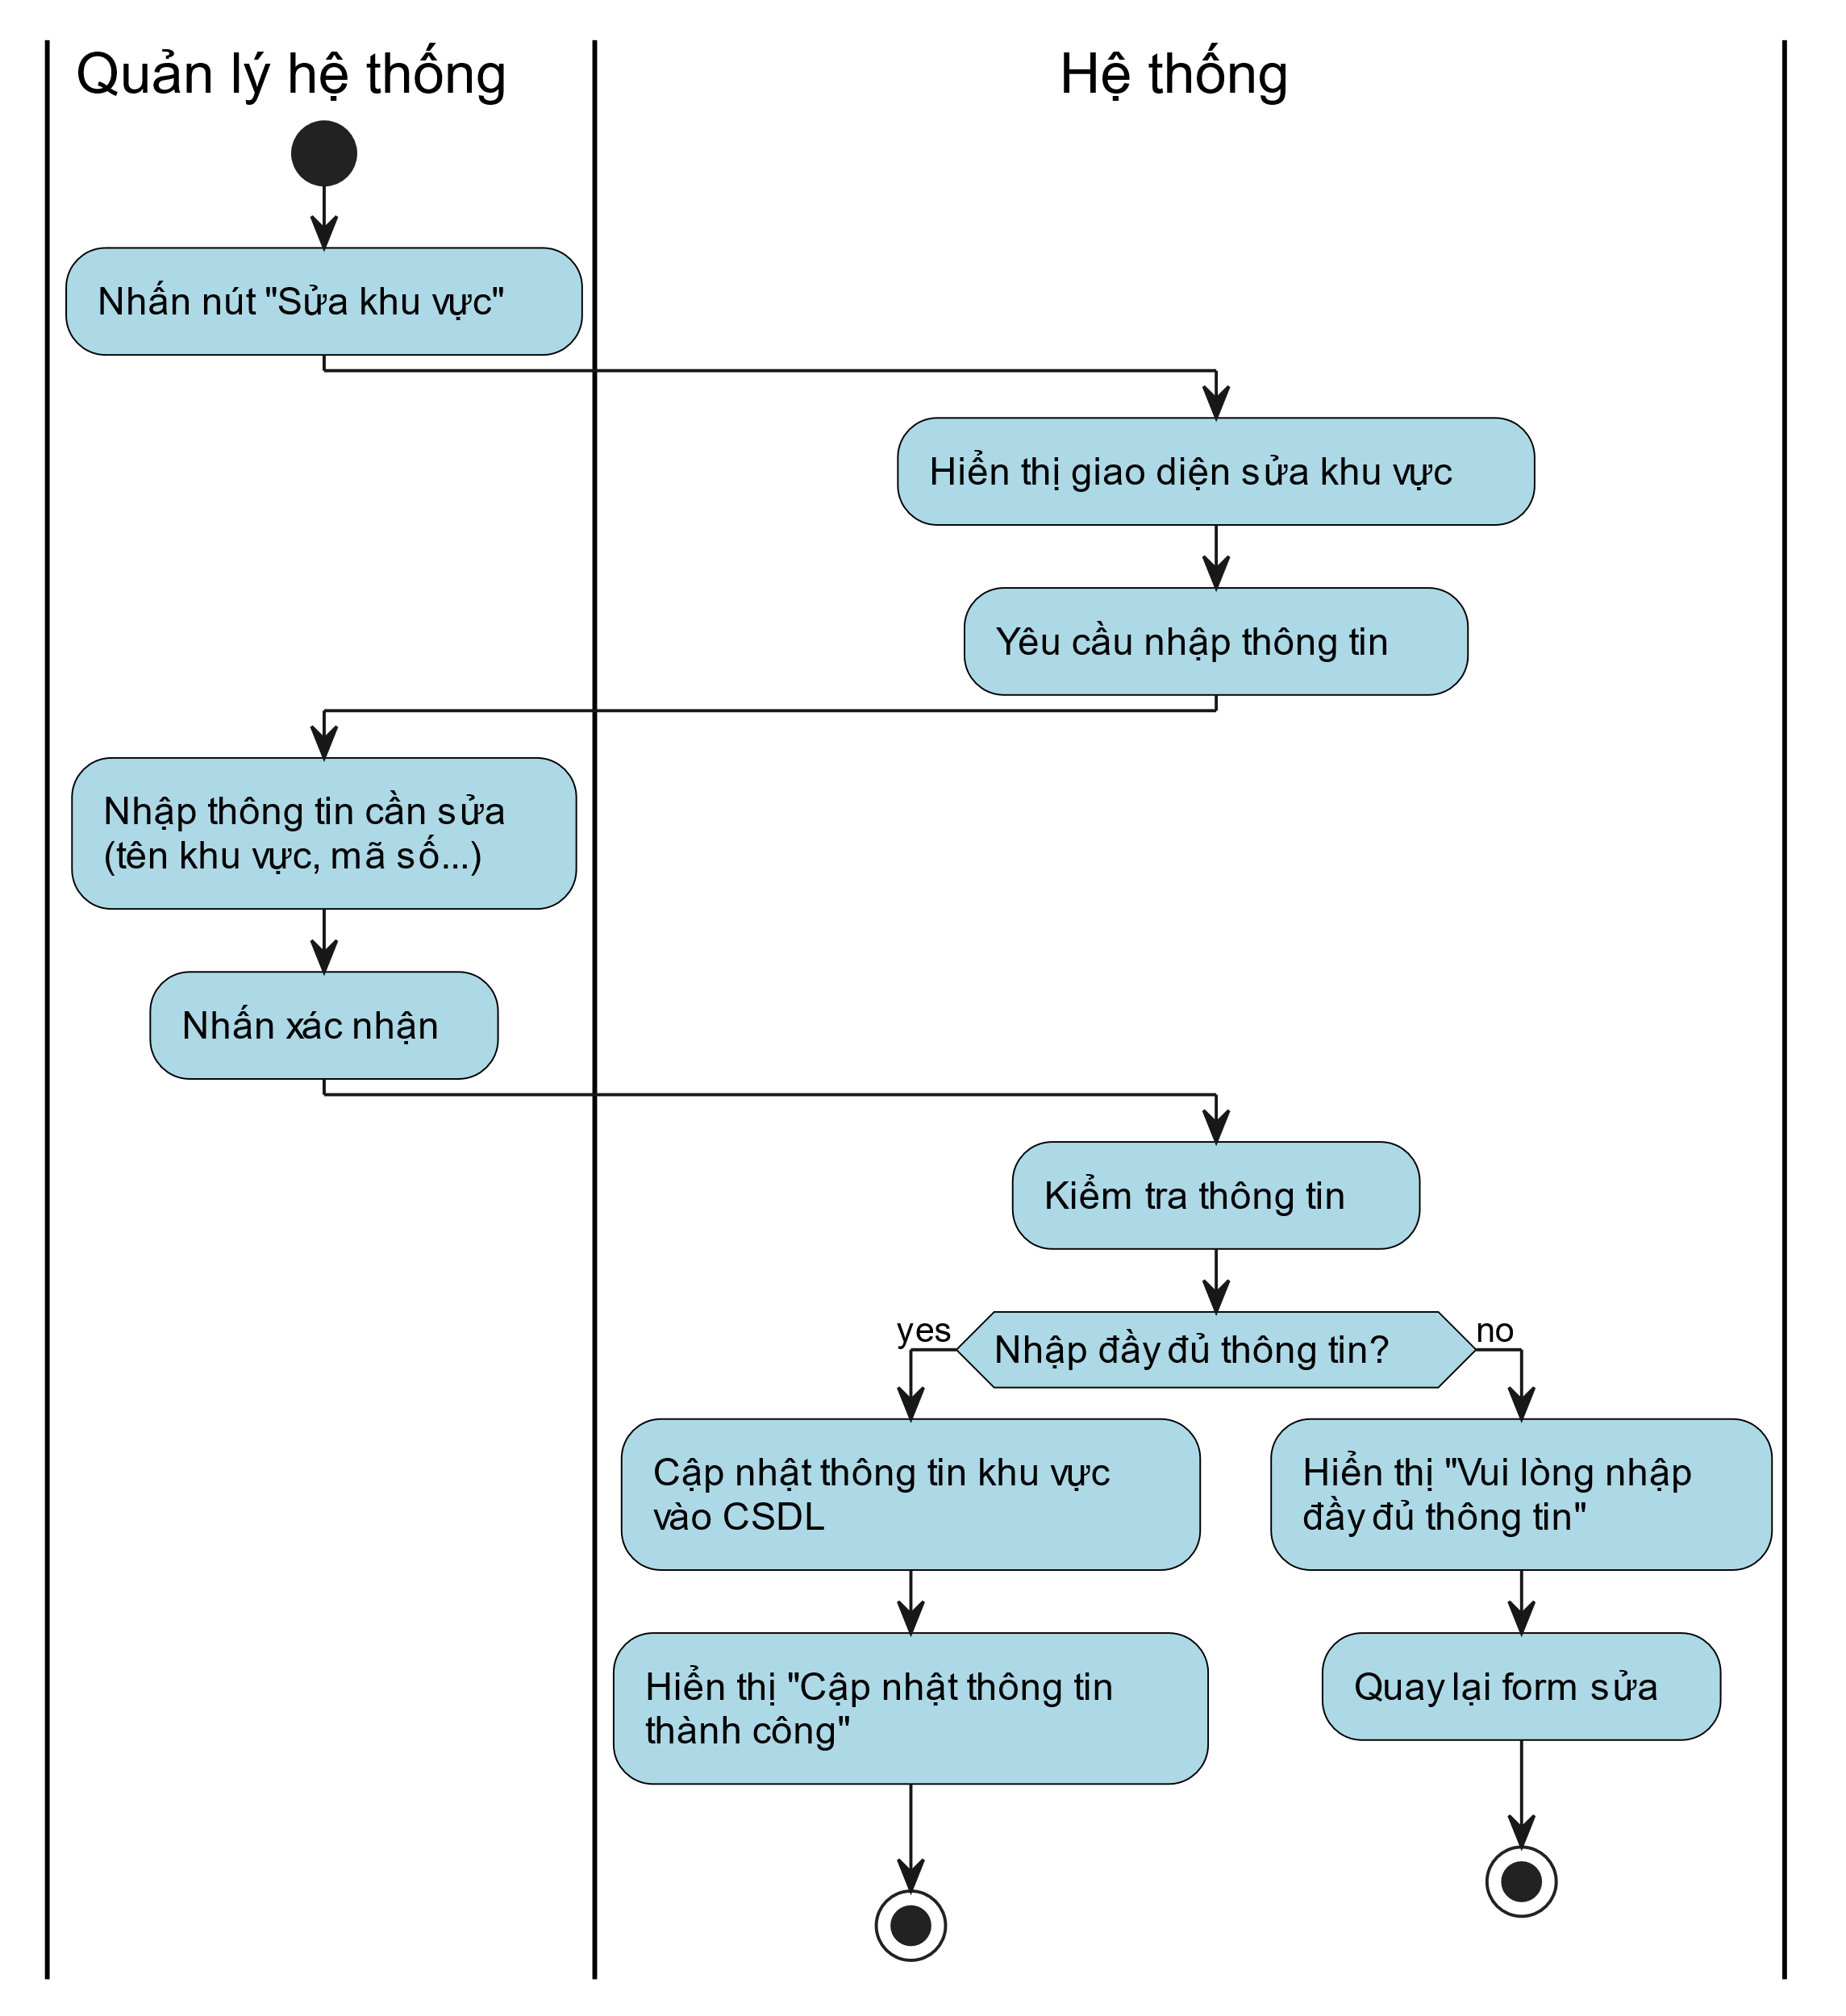 Quản lý hệ thống
Hệ thống
Nhấn nút "Sửa khu vực"
Hiển thị giao diện sửa khu vực
Yêu cầu nhập thông tin
Nhập thông tin cần sửa
(tên khu vực, mã số...)
Nhấn xác nhận
Kiểm tra thông tin
yes
Nhập đầy đủ thông tin?
no
Cập nhật thông tin khu vực
vào CSDL
Hiển thị "Vui lòng nhập
đầy đủ thông tin"
Hiển thị "Cập nhật thông tin
thành công"
Quay lại form sửa